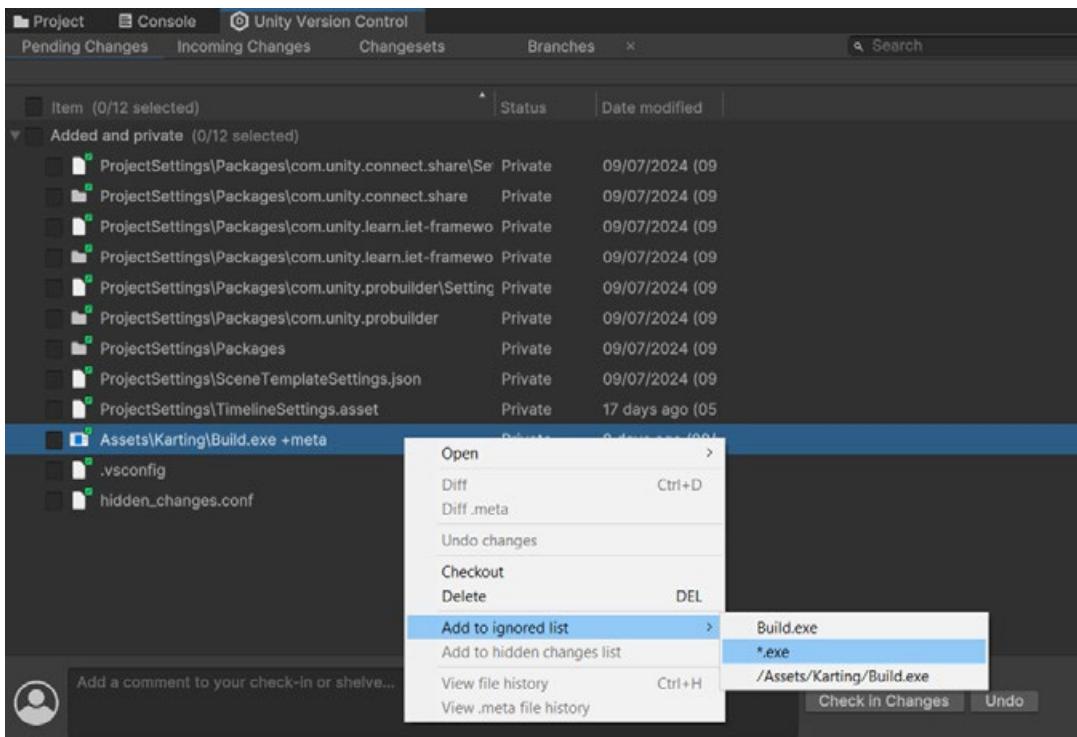 Project Console Unity Version Control
Pending Changes Incoming Changes Changesets Branches × Search
Item (0/12 selected) Status Date modified
Added and private (0/12 selected)
ProjectSettings\Packages\com.unity.connect.share\Se Private 09/07/2024 (09
ProjectSettings\Packages\com.unity.connect.share Private 09/07/2024 (09
ProjectSettings\Packages\com.unity.learn.iet-framewo Private 09/07/2024 (09
ProjectSettings\Packages\com.unity.learn.iet-framewo Private 09/07/2024 (09
ProjectSettings\Packages\com.unity.probuilder\Setting Private 09/07/2024 (09
ProjectSettings\Packages\com.unity.probuilder Private 09/07/2024 (09
ProjectSettings\Packages Private 09/07/2024 (09
ProjectSettings\SceneTemplateSettings.json Private 09/07/2024 (09
ProjectSettings\TimelineSettings.asset Private 17 days ago (05
Assets\Karting\Build.exe +meta
.vsconfig
hidden_changes.conf
Open >
Diff Ctrl+D
Diff .meta
Undo changes
Checkout
Delete DEL
Add to ignored list >
Add to hidden changes list
View file history Ctrl+H
View .meta file history
Build.exe
*.exe
/Assets/Karting/Build.exe
Add a comment to your check-in or shelve...
Check in Changes Undo